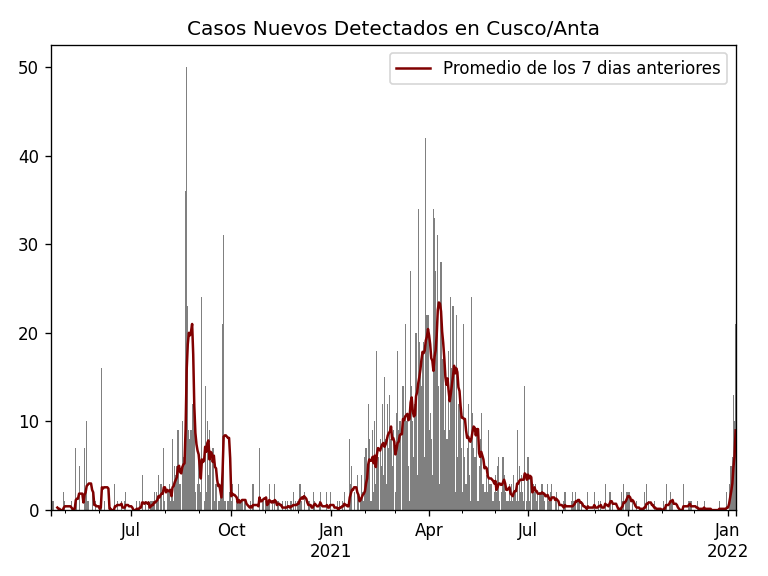 Casos Nuevos Detectados en Cusco/Anta
Promedio de los 7 dias anteriores
50
40
30
20
10
0
Jul Oct Jan Apr Jul Oct Jan
2021 2022